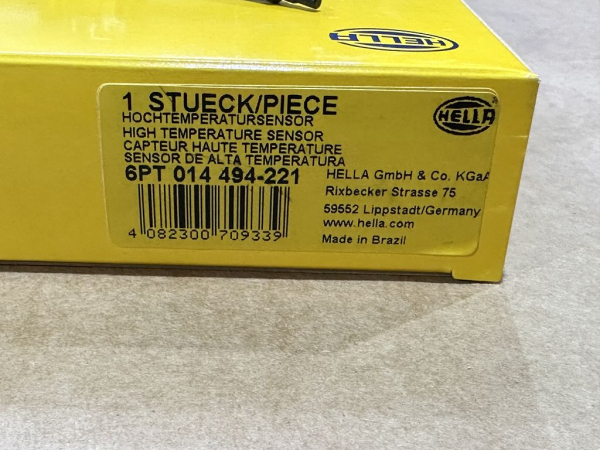 HELLA
1 STUECK/PIECE
HOCHTEMPERATURSENSOR
HIGH TEMPERATURE SENSOR
CAPTEUR HAUTE TEMPERATURE
SENSOR DE ALTA TEMPERATURA
6PT 014 494-221
4 082300 709339
HELLA
HELLA GmbH & Co. KGaA
Rixbecker Strasse 75
59552 Lippstadt/Germany
www.hella.com
Made in Brazil